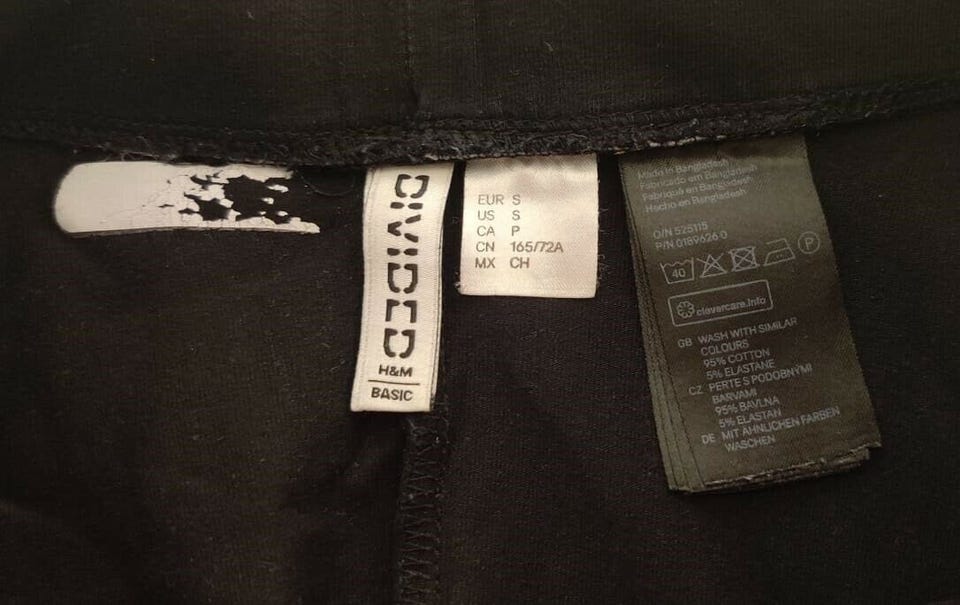 DIVIDED
H&M
BASIC
EUR S
US S
CA P
CN 165/72A
MX CH
Made in Bangladesh
Fabricado em Bangladesh
Fabriqué en Bangladesh
Hecho en Bangladesh
O/N 525115
P/N 0189626 0
40
P
clevercare.info
GB WASH WITH SIMILAR
COLOURS
95% COTTON
5% ELASTANE
CZ PERTE S PODOBNÝMI
BARVAMI
95% BAVLNA
5% ELASTAN
DE MIT ÄHNLICHEN FARBEN
WASCHEN